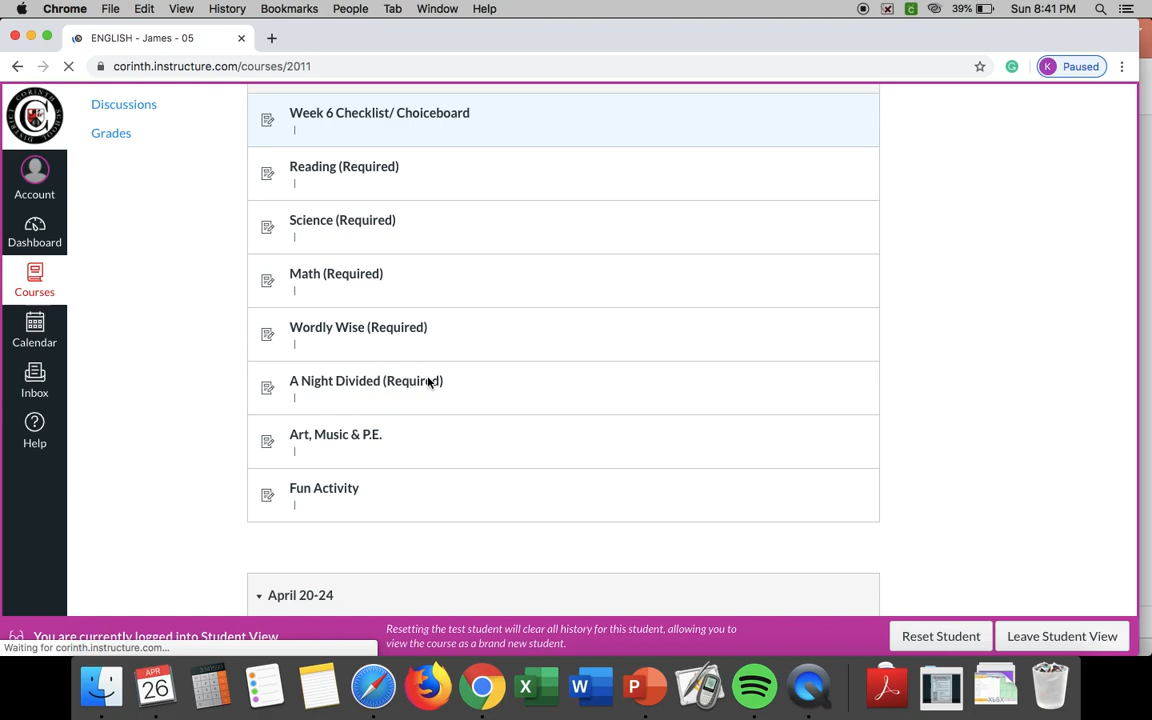 Chrome File Edit View History Bookmarks People Tab Window Help 39% Sun 8:41 PM
ENGLISH - James - 05
corinth.instructure.com/courses/2011
K Paused
Discussions
Grades
Account
Dashboard
Courses
Calendar
Inbox
Help
Week 6 Checklist/ Choiceboard
|
Reading (Required)
|
Science (Required)
|
Math (Required)
|
Wordly Wise (Required)
|
A Night Divided (Required)
|
Art, Music & P.E.
|
Fun Activity
|
April 20-24
You are currently logged into Student View
Resetting the test student will clear all history for this student, allowing you to
view the course as a brand new student.
Reset Student
Leave Student View
Waiting for corinth.instructure.com...
APR
26